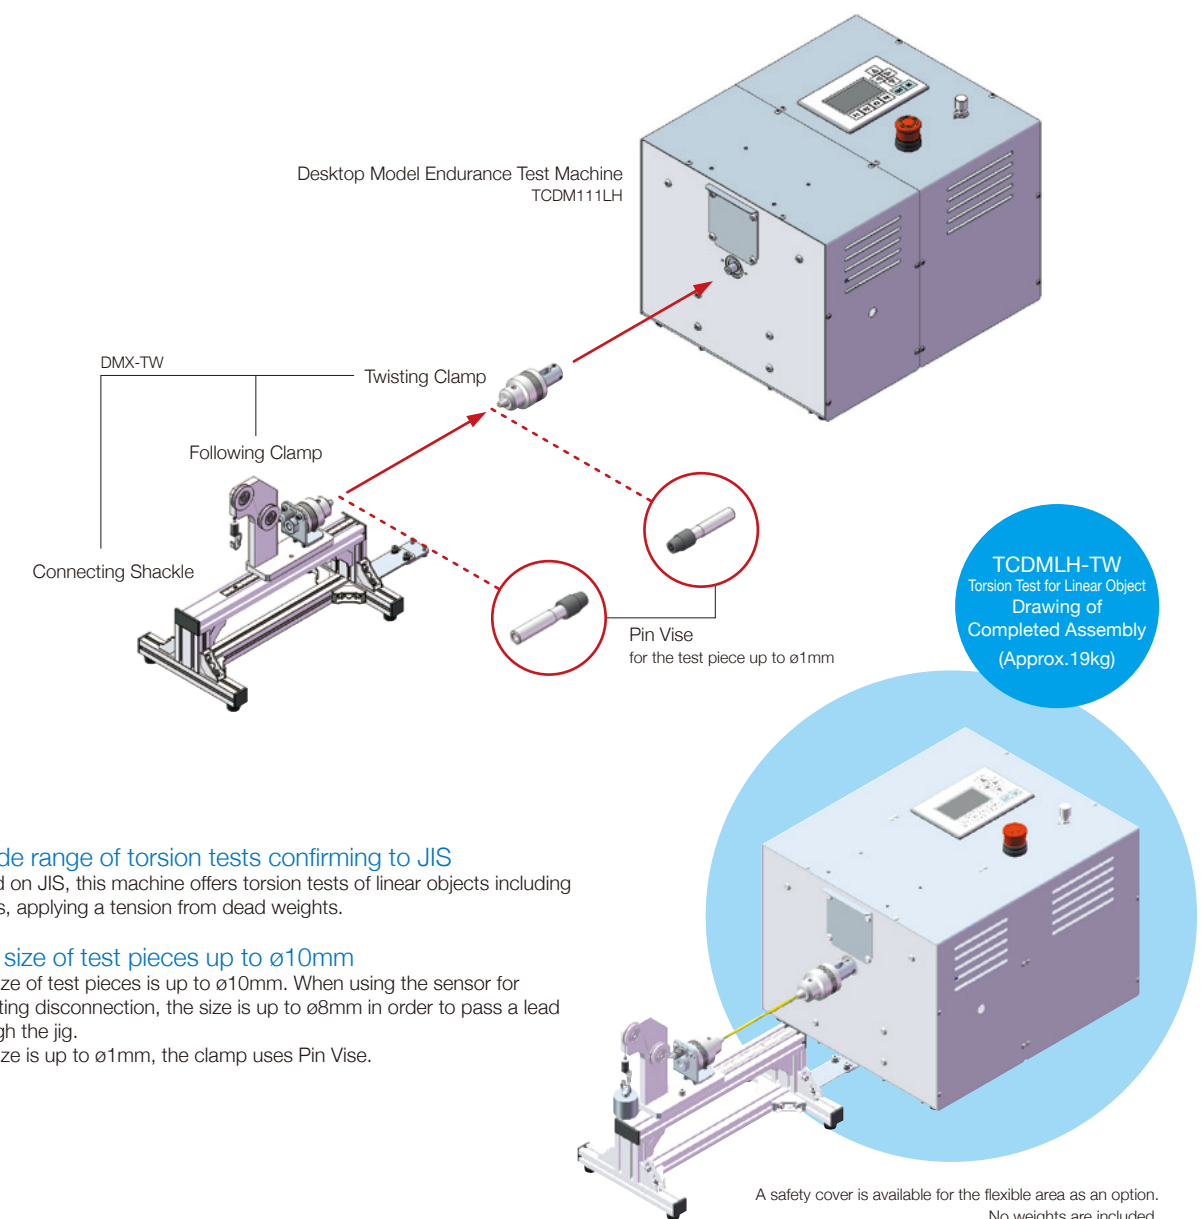 Desktop Model Endurance Test Machine
TCDM111LH
DMX-TW
Twisting Clamp
Following Clamp
Connecting Shackle
Pin Vise
for the test piece up to ø1mm
TCDMLH-TW
Torsion Test for Linear Object
Drawing of
Completed Assembly
(Approx.19kg)
de range of torsion tests confirming to JIS
d on JIS, this machine offers torsion tests of linear objects including
s, applying a tension from dead weights.
size of test pieces up to ø10mm
ze of test pieces is up to ø10mm. When using the sensor for
ting disconnection, the size is up to ø8mm in order to pass a lead
gh the jig.
ze is up to ø1mm, the clamp uses Pin Vise.
A safety cover is available for the flexible area as an option.
No weights are included.